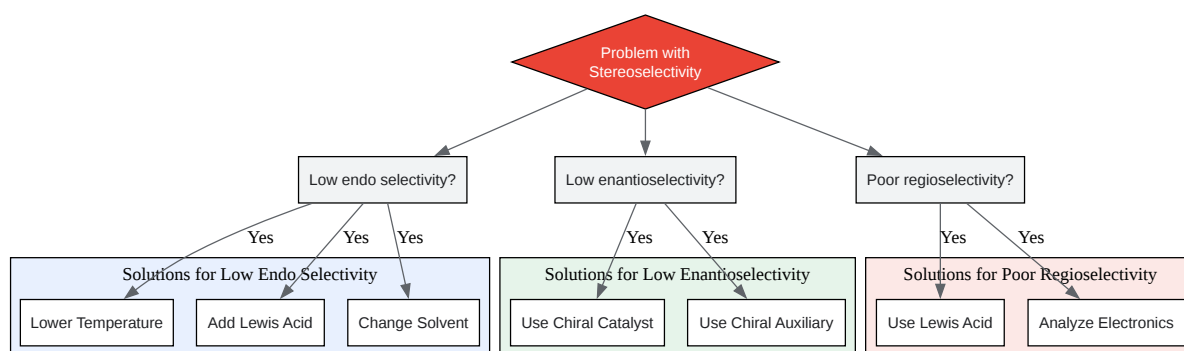 Problem with
Stereoselectivity
Low endo selectivity?
Low enantioselectivity?
Poor regioselectivity?
Yes
Yes
Yes
Yes
Yes
Yes
Yes
Solutions for Low Endo Selectivity
Solutions for Low Enantioselectivity
Solutions for Poor Regioselectivity
Lower Temperature
Add Lewis Acid
Change Solvent
Use Chiral Catalyst
Use Chiral Auxiliary
Use Lewis Acid
Analyze Electronics